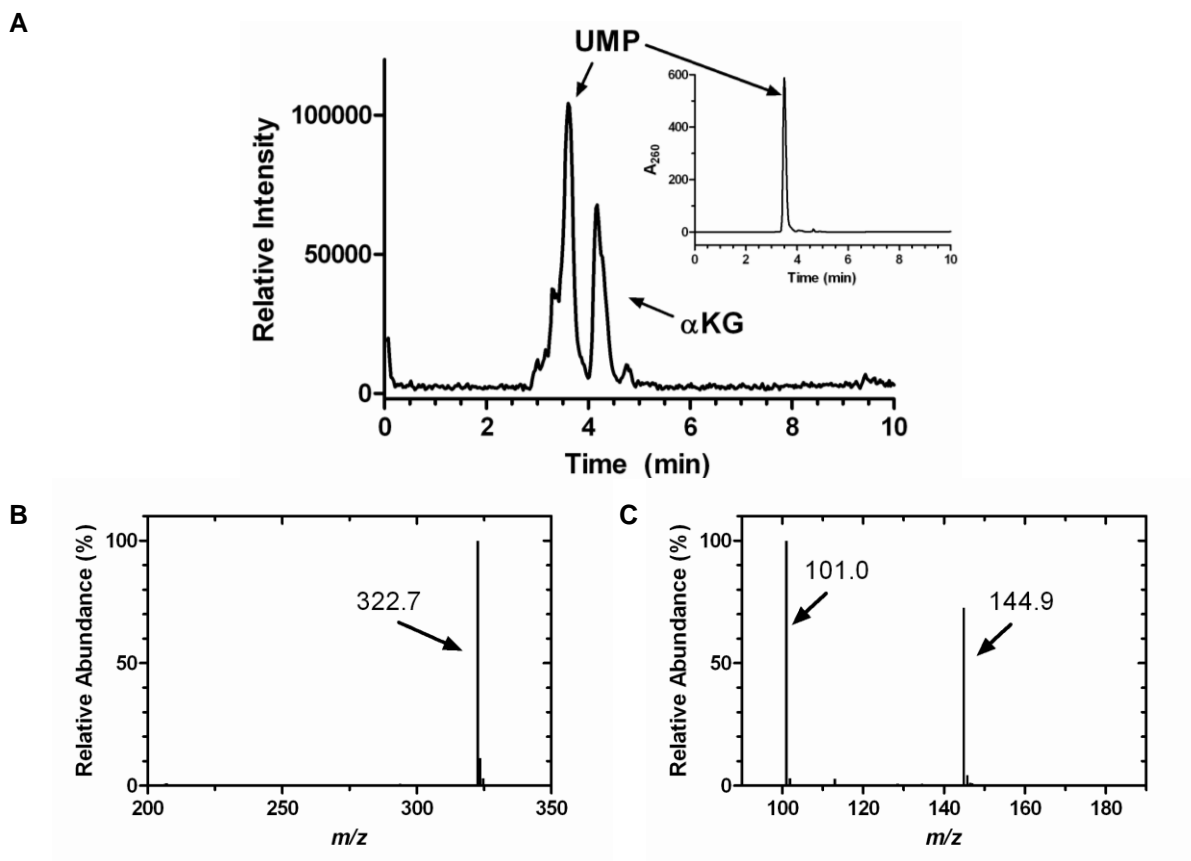 A
UMP
100000
50000
0
Relative Intensity
0 2 4 6 8 10
Time (min)
αKG
600
400
200
0
A260
0 2 4 6 8 10
Time (min)
B
100
50
0
Relative Abundance (%)
322.7
200 250 300 350
m/z
C
100
50
0
Relative Abundance (%)
101.0
144.9
100 120 140 160 180
m/z